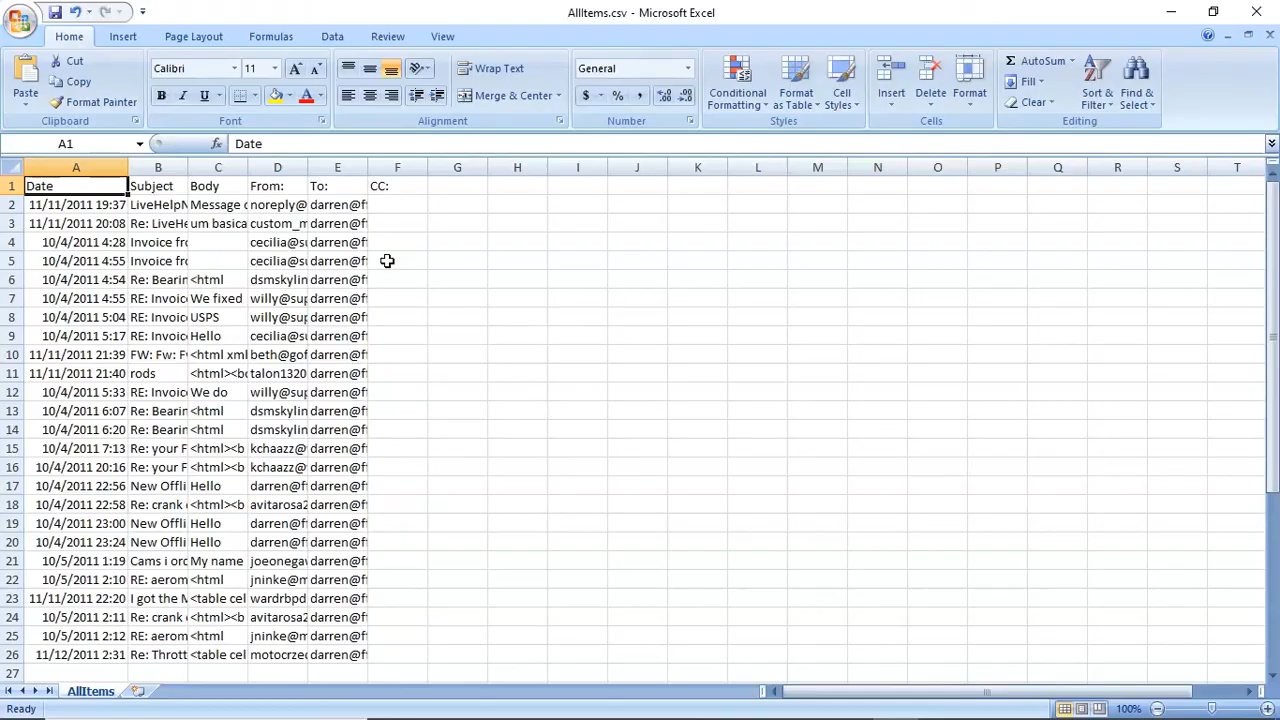 AllItems.csv - Microsoft Excel
Home Insert Page Layout Formulas Data Review View
Paste Cut Copy Format Painter
Calibri 11 A A
B I U A
Wrap Text
Merge & Center
General
$ % ,
Conditional Formatting Format as Table Cell Styles
Insert Delete Format
Σ AutoSum Fill Clear
Sort & Filter Find & Select
Clipboard Font Alignment Number Styles Cells Editing
A1 fx Date
A B C D E F G H I J K L M N O P Q R S T
1 Date Subject Body From: To: CC:
2 11/11/2011 19:37 LiveHelpN Message noreply@ darren@f
3 11/11/2011 20:08 Re: LiveHe um basica custom_m darren@f
4 10/4/2011 4:28 Invoice fro cecilia@su darren@f
5 10/4/2011 4:55 Invoice fro cecilia@su darren@f
6 10/4/2011 4:54 Re: Bearin <html dsmskylin darren@f
7 10/4/2011 4:55 RE: Invoic We fixed willy@sup darren@f
8 10/4/2011 5:04 RE: Invoic USPS willy@sup darren@f
9 10/4/2011 5:17 RE: Invoic Hello cecilia@su darren@f
10 11/11/2011 21:39 FW: Fw: F <html xml beth@gof darren@f
11 11/11/2011 21:40 rods <html><b talon1320 darren@f
12 10/4/2011 5:33 RE: Invoic We do willy@sup darren@f
13 10/4/2011 6:07 Re: Bearin <html dsmskylin darren@f
14 10/4/2011 6:20 Re: Bearin <html dsmskylin darren@f
15 10/4/2011 7:13 Re: your F <html><b kchaazz@ darren@f
16 10/4/2011 20:16 Re: your F <html><b kchaazz@ darren@f
17 10/4/2011 22:56 New Offli Hello darren@f darren@f
18 10/4/2011 22:58 Re: crank <html><b avitarosa2 darren@f
19 10/4/2011 23:00 New Offli Hello darren@f darren@f
20 10/4/2011 23:24 New Offli Hello darren@f darren@f
21 10/5/2011 1:19 Cams i ord My name joeonega darren@f
22 10/5/2011 2:10 RE: aerom <html jninke@m darren@f
23 11/11/2011 22:20 I got the M <table cel wardrbpd darren@f
24 10/5/2011 2:11 Re: crank <html><b avitarosa2 darren@f
25 10/5/2011 2:12 RE: aerom <html jninke@m darren@f
26 11/12/2011 2:31 Re: Thrott <table cel motocrzec darren@f
27
AllItems
Ready 100%